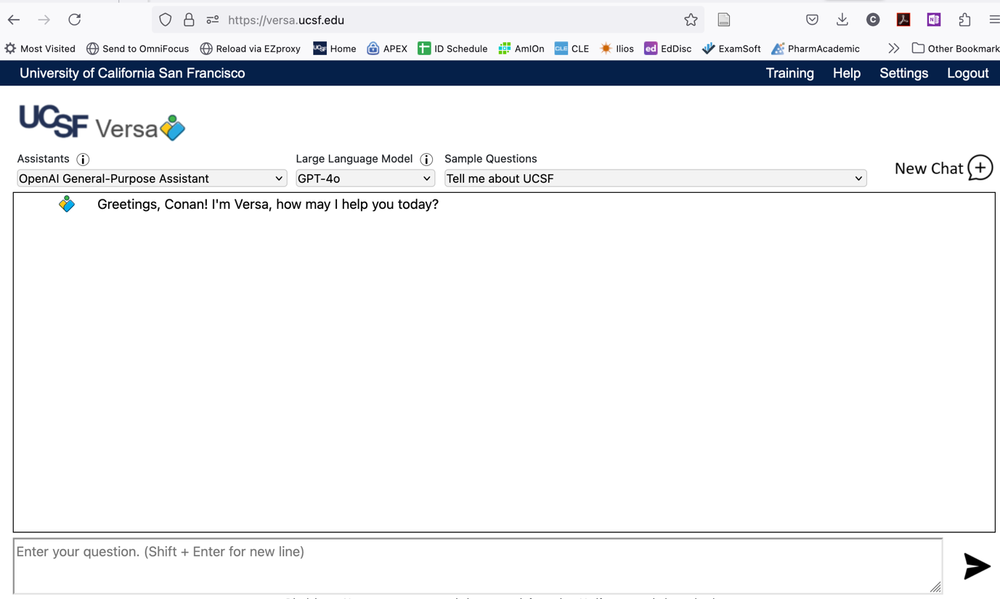 https://versa.ucsf.edu
Most Visited Send to OmniFocus Reload via EZproxy UCSF Home APEX ID Schedule AmIOn CLE CLE Ilios ed EdDisc ExamSoft PharmAcademic Other Bookmark
University of California San Francisco Training Help Settings Logout
UCSF Versa
Assistants i Large Language Model i Sample Questions
New Chat
OpenAI General-Purpose Assistant GPT-4o Tell me about UCSF
Greetings, Conan! I'm Versa, how may I help you today?
Enter your question. (Shift + Enter for new line)